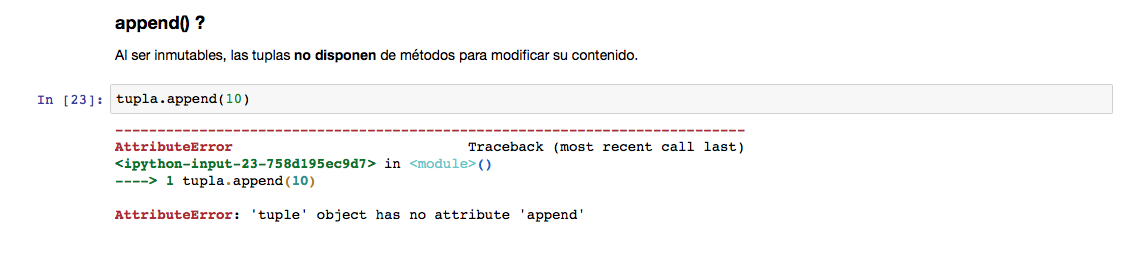 append() ?
Al ser inmutables, las tuplas no disponen de métodos para modificar su contenido.
In [23]: tupla.append(10)
---------------------------------------------------------------------------
AttributeError                            Traceback (most recent call last)
<ipython-input-23-758d195ec9d7> in <module>()
----> 1 tupla.append(10)
AttributeError: 'tuple' object has no attribute 'append'